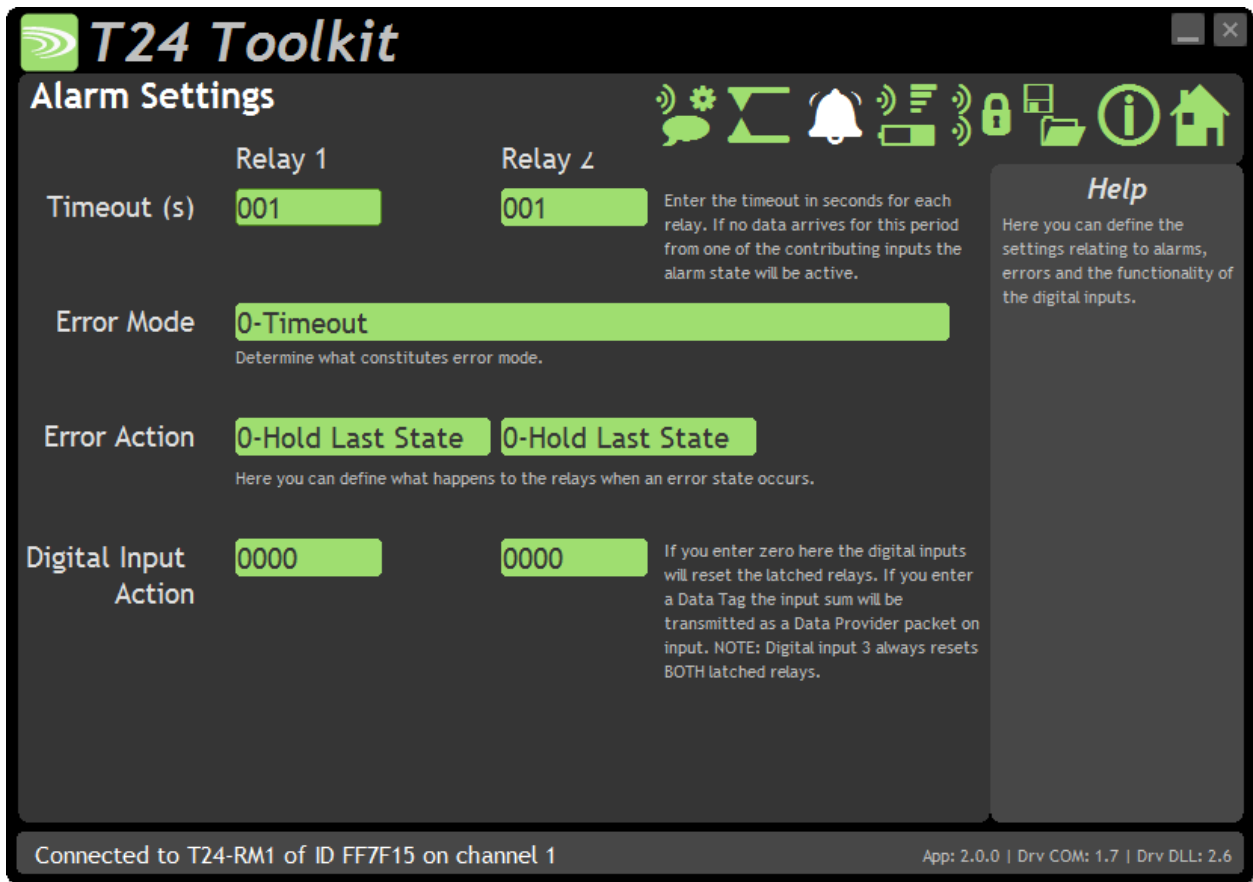 T24 Toolkit
Alarm Settings
Relay 1 Relay 2
Timeout (s) 001 001
Enter the timeout in seconds for each
relay. If no data arrives for this period
from one of the contributing inputs the
alarm state will be active.
Error Mode 0-Timeout
Determine what constitutes error mode.
Error Action 0-Hold Last State 0-Hold Last State
Here you can define what happens to the relays when an error state occurs.
Digital Input
Action
0000 0000
If you enter zero here the digital inputs
will reset the latched relays. If you enter
a Data Tag the input sum will be
transmitted as a Data Provider packet on
input. NOTE: Digital input 3 always resets
BOTH latched relays.
Help
Here you can define the
settings relating to alarms,
errors and the functionality of
the digital inputs.
Connected to T24-RM1 of ID FF7F15 on channel 1
App: 2.0.0 | Drv COM: 1.7 | Drv DLL: 2.6